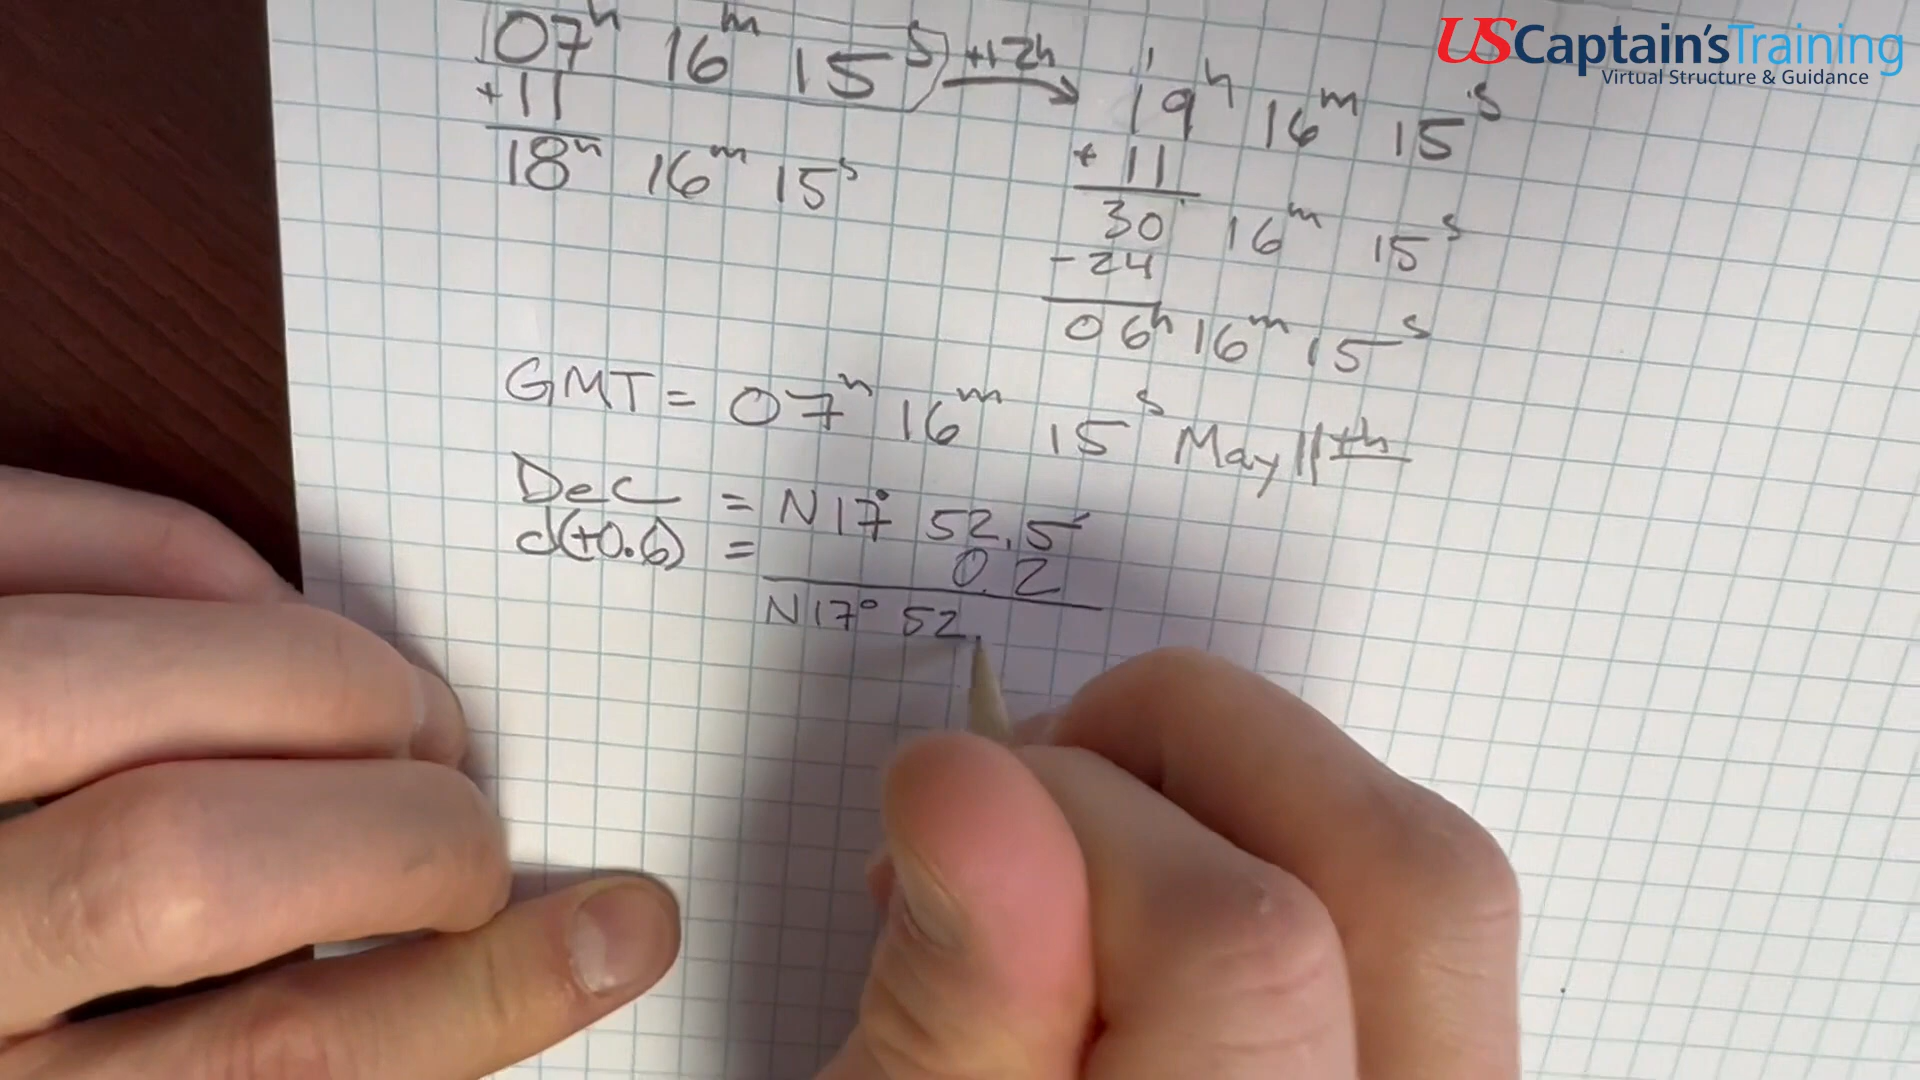 USCaptain'sTraining
Virtual Structure & Guidance
07h 16m 15s +12h
+11
18h 16m 15s
1
19h 16m 15s
+ 11
30 16m 15s
-24
06h 16m 15s
GMT = 07h 16m 15s May 11th
Dec = N17° 52.5'
d(+0.6) = 0.2
N17° 52.